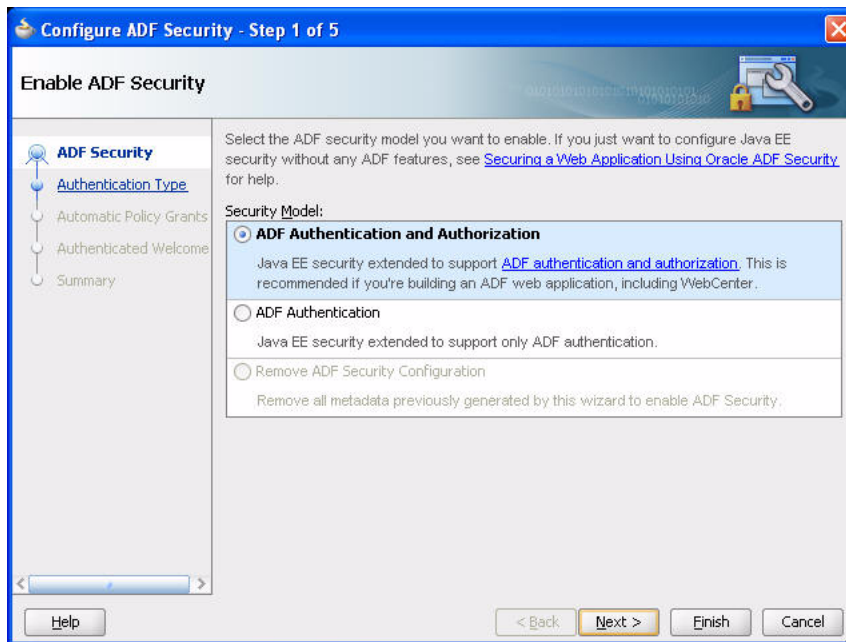 Configure ADF Security - Step 1 of 5
Enable ADF Security
ADF Security
Authentication Type
Automatic Policy Grants
Authenticated Welcome
Summary
Select the ADF security model you want to enable. If you just want to configure Java EE
security without any ADF features, see Securing a Web Application Using Oracle ADF Security
for help.
Security Model:
ADF Authentication and Authorization
Java EE security extended to support ADF authentication and authorization. This is
recommended if you're building an ADF web application, including WebCenter.
ADF Authentication
Java EE security extended to support only ADF authentication.
Remove ADF Security Configuration
Remove all metadata previously generated by this wizard to enable ADF Security.
Help
< Back
Next >
Finish
Cancel